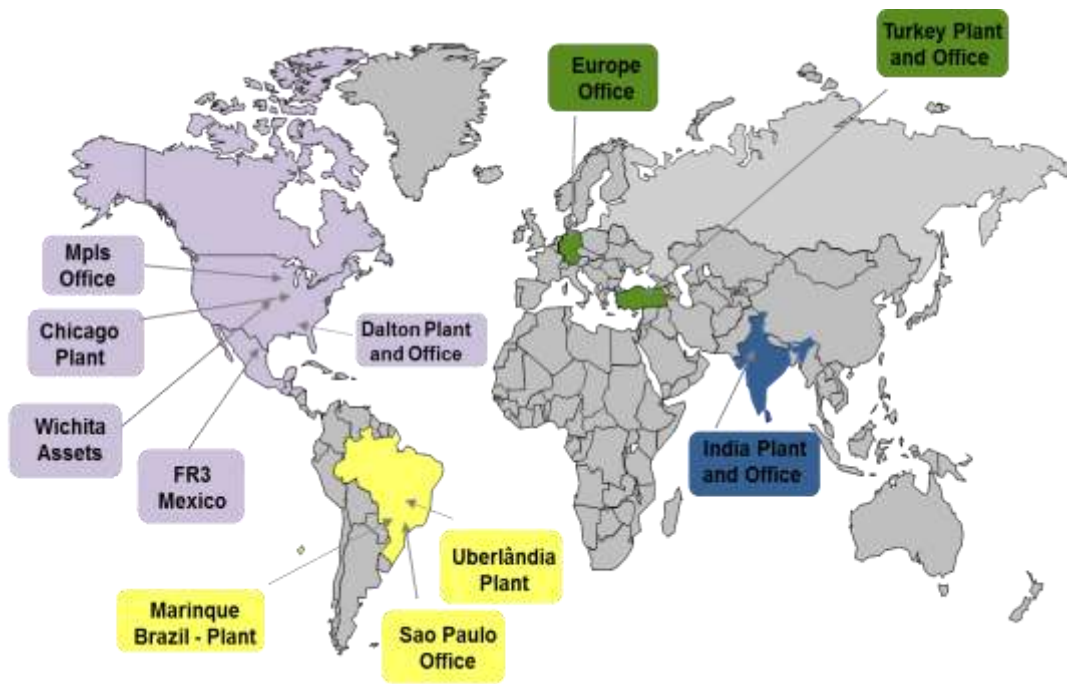 Turkey Plant
and Office
Europe
Office
Mpls
Office
Chicago
Plant
Dalton Plant
and Office
Wichita
Assets
FR3
Mexico
India Plant
and Office
Uberlândia
Plant
Marinque
Brazil - Plant
Sao Paulo
Office